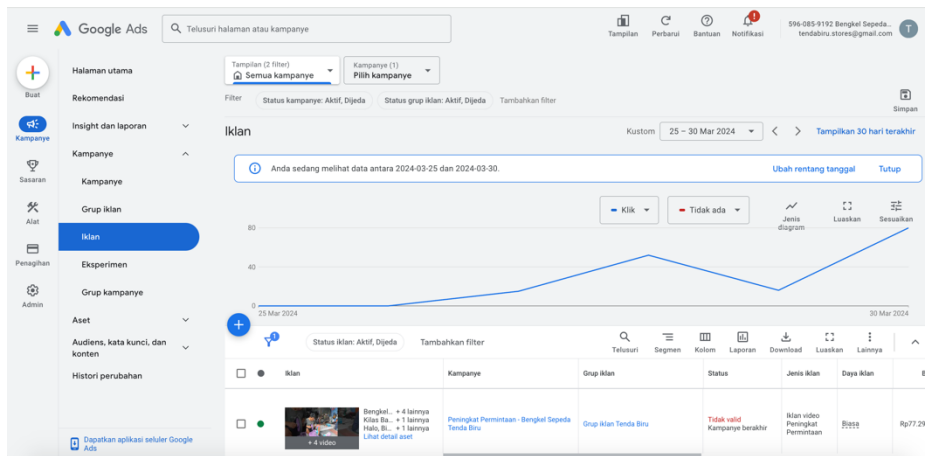 Google Ads
Telusuri halaman atau kampanye
Tampilan
Perbarui
Bantuan
Notifikasi
596-085-9192 Bengkel Sepeda...
tendabiru.stores@gmail.com
T
Buat
Kampanye
Sasaran
Alat
Penagihan
Admin
Halaman utama
Rekomendasi
Insight dan laporan
Kampanye
Kampanye
Grup iklan
Iklan
Eksperimen
Grup kampanye
Aset
Audiens, kata kunci, dan
konten
Histori perubahan
Dapatkan aplikasi seluler Google
Ads
Tampilan (2 filter)
Semua kampanye
Kampanye (1)
Pilih kampanye
Filter
Status kampanye: Aktif, Dijeda
Status grup iklan: Aktif, Dijeda
Tambahkan filter
Simpan
Iklan
Kustom
25 – 30 Mar 2024
Tampilkan 30 hari terakhir
Anda sedang melihat data antara 2024-03-25 dan 2024-03-30.
Ubah rentang tanggal
Tutup
Klik
Tidak ada
Jenis
diagram
Luaskan
Sesuaikan
80
40
0
25 Mar 2024
30 Mar 2024
1
Status iklan: Aktif, Dijeda
Tambahkan filter
Telusuri
Segmen
Kolom
Laporan
Download
Luaskan
Lainnya
Iklan
Kampanye
Grup iklan
Status
Jenis iklan
Daya iklan
B
+ 4 video
Bengkel... + 4 lainnya
Kilas Ba... + 1 lainnya
Halo, Bi... + 1 lainnya
Lihat detail aset
Peningkat Permintaan - Bengkel Sepeda
Tenda Biru
Grup iklan Tenda Biru
Tidak valid
Kampanye berakhir
Iklan video
Peningkat
Permintaan
Biasa
Rp77.29